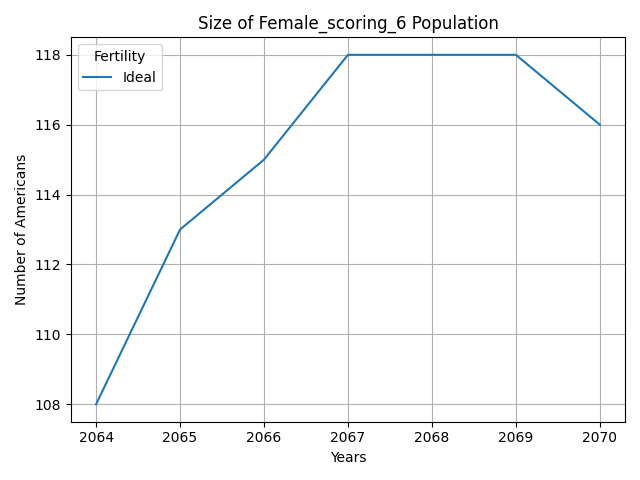 Size of Female_scoring_6 Population
Fertility
Ideal
118
116
114
112
110
108
Number of Americans
2064 2065 2066 2067 2068 2069 2070
Years